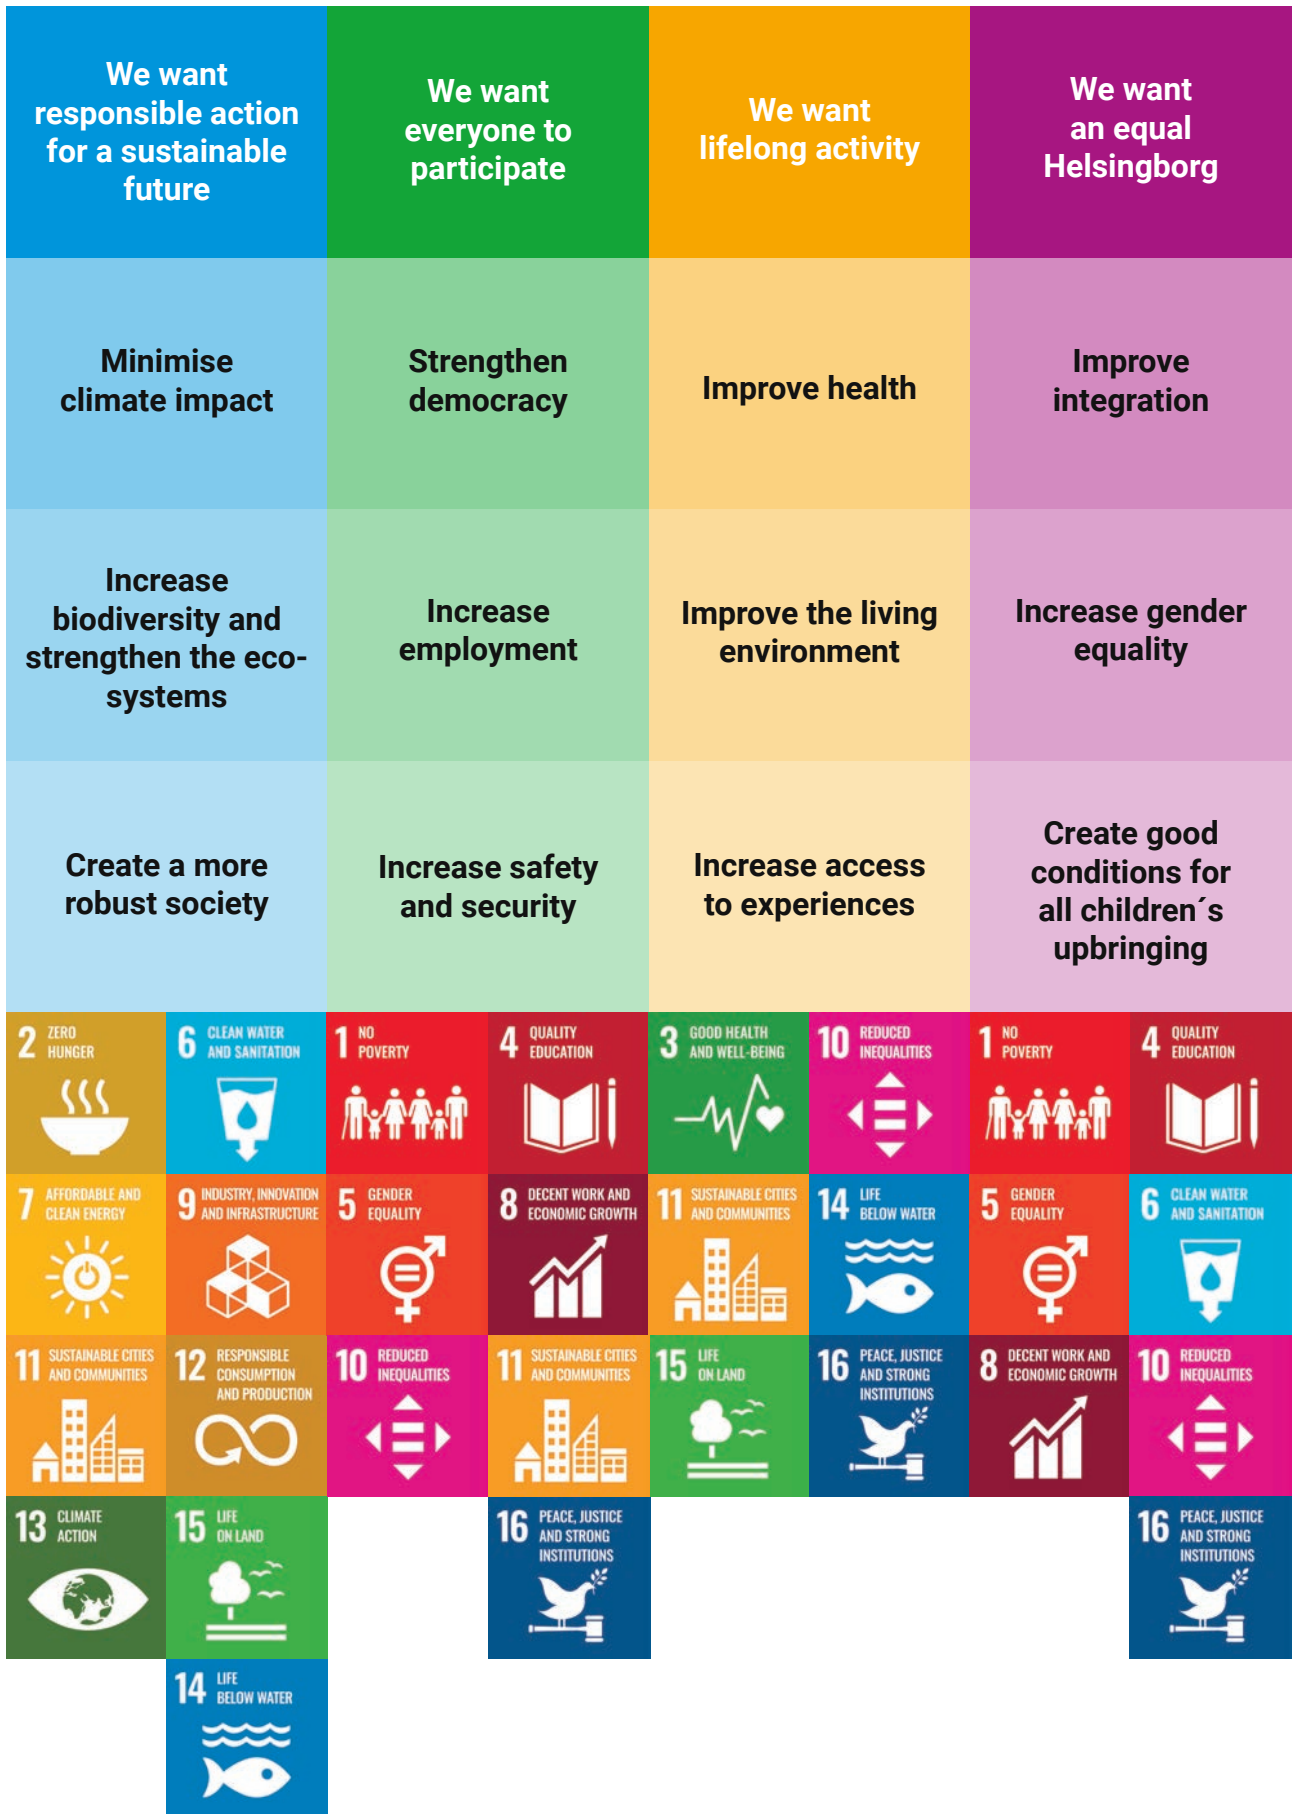 We want
responsible action
for a sustainable
future
We want
everyone to
participate
We want
lifelong activity
We want
an equal
Helsingborg
Minimise
climate impact
Strengthen
democracy
Improve health
Improve
integration
Increase
biodiversity and
strengthen the eco-
systems
Increase
employment
Improve the living
environment
Increase gender
equality
Create a more
robust society
Increase safety
and security
Increase access
to experiences
Create good
conditions for
all children´s
upbringing
2 ZERO
HUNGER
6 CLEAN WATER
AND SANITATION
1 NO
POVERTY
4 QUALITY
EDUCATION
3 GOOD HEALTH
AND WELL-BEING
10 REDUCED
INEQUALITIES
1 NO
POVERTY
4 QUALITY
EDUCATION
7 AFFORDABLE AND
CLEAN ENERGY
9 INDUSTRY, INNOVATION
AND INFRASTRUCTURE
5 GENDER
EQUALITY
8 DECENT WORK AND
ECONOMIC GROWTH
11 SUSTAINABLE CITIES
AND COMMUNITIES
14 LIFE
BELOW WATER
5 GENDER
EQUALITY
6 CLEAN WATER
AND SANITATION
11 SUSTAINABLE CITIES
AND COMMUNITIES
12 RESPONSIBLE
CONSUMPTION
AND PRODUCTION
10 REDUCED
INEQUALITIES
11 SUSTAINABLE CITIES
AND COMMUNITIES
15 LIFE
ON LAND
16 PEACE, JUSTICE
AND STRONG
INSTITUTIONS
8 DECENT WORK AND
ECONOMIC GROWTH
10 REDUCED
INEQUALITIES
13 CLIMATE
ACTION
15 LIFE
ON LAND
16 PEACE, JUSTICE
AND STRONG
INSTITUTIONS
16 PEACE, JUSTICE
AND STRONG
INSTITUTIONS
14 LIFE
BELOW WATER